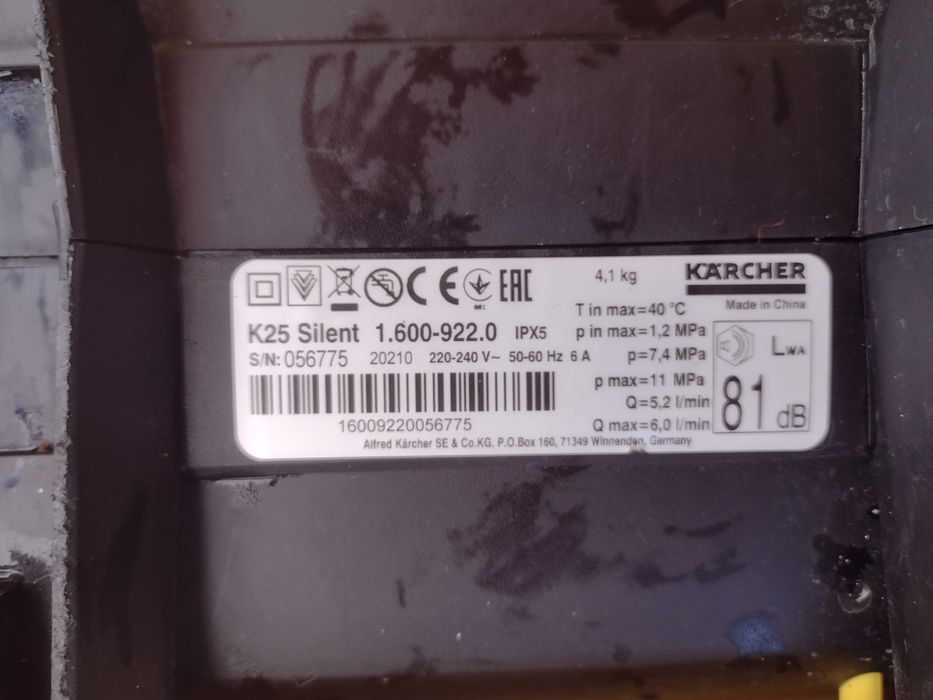 CE EAC
001
4,1 kg
KÄRCHER
Made in China
K25 Silent 1.600-922.0 IPX5
S/N: 056775 20210 220-240 V~ 50-60 Hz 6 A
16009220056775
T in max=40 °C
p in max=1,2 MPa
p=7,4 MPa
p max=11 MPa
Q=5,2 l/min
Q max=6,0 l/min
LWA
81 dB
Alfred Kärcher SE & Co.KG, P.O.Box 160, 71349 Winnenden, Germany